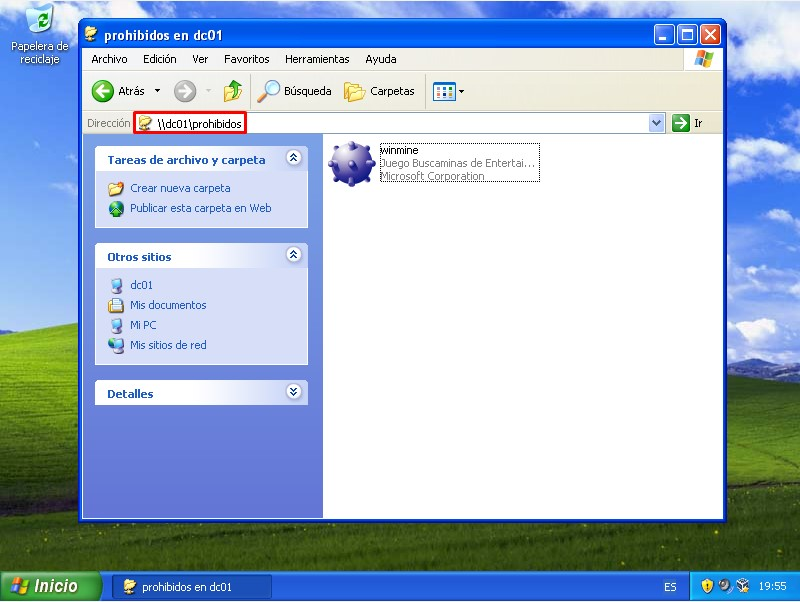 Papelera de
reciclaje
prohibidos en dc01
Archivo Edición Ver Favoritos Herramientas Ayuda
Atrás Búsqueda Carpetas
Dirección \\dc01\prohibidos Ir
Tareas de archivo y carpeta
Crear nueva carpeta
Publicar esta carpeta en Web
Otros sitios
dc01
Mis documentos
Mi PC
Mis sitios de red
Detalles
winmine
Juego Buscaminas de Entertai...
Microsoft Corporation
Inicio prohibidos en dc01 ES 19:55